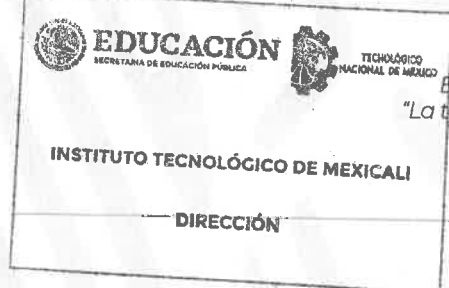 EDUCACIÓN
SECRETARÍA DE EDUCACIÓN PÚBLICA
TECNOLÓGICO
NACIONAL DE MÉXICO
E
"La t
INSTITUTO TECNOLÓGICO DE MEXICALI
DIRECCIÓN